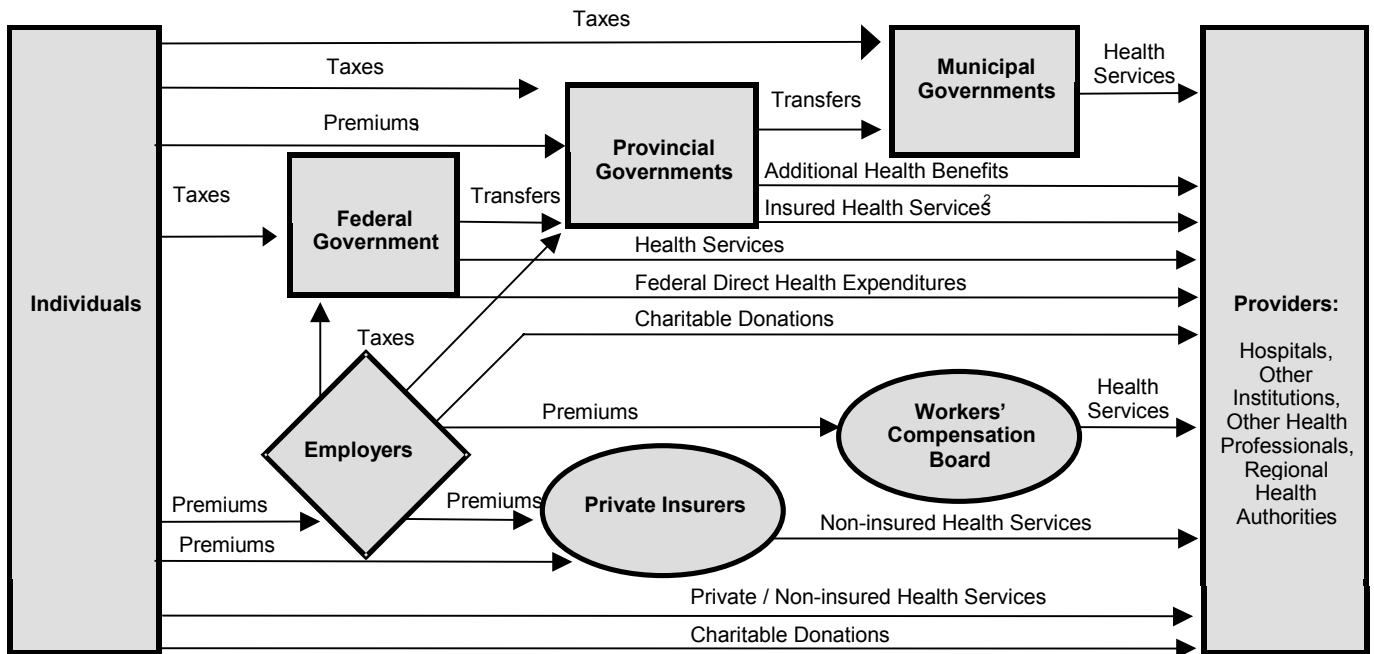 Taxes
Taxes
Premiums
Municipal
Governments
Health
Services
Transfers
Provincial
Governments
Additional Health Benefits
Insured Health Services2
Taxes
Transfers
Federal
Government
Health Services
Federal Direct Health Expenditures
Charitable Donations
Individuals
Taxes
Employers
Premiums
Workers'
Compensation
Board
Health
Services
Premiums
Premiums
Premiums
Private Insurers
Non-insured Health Services
Private / Non-insured Health Services
Charitable Donations
Providers:
Hospitals,
Other
Institutions,
Other Health
Professionals,
Regional
Health
Authorities